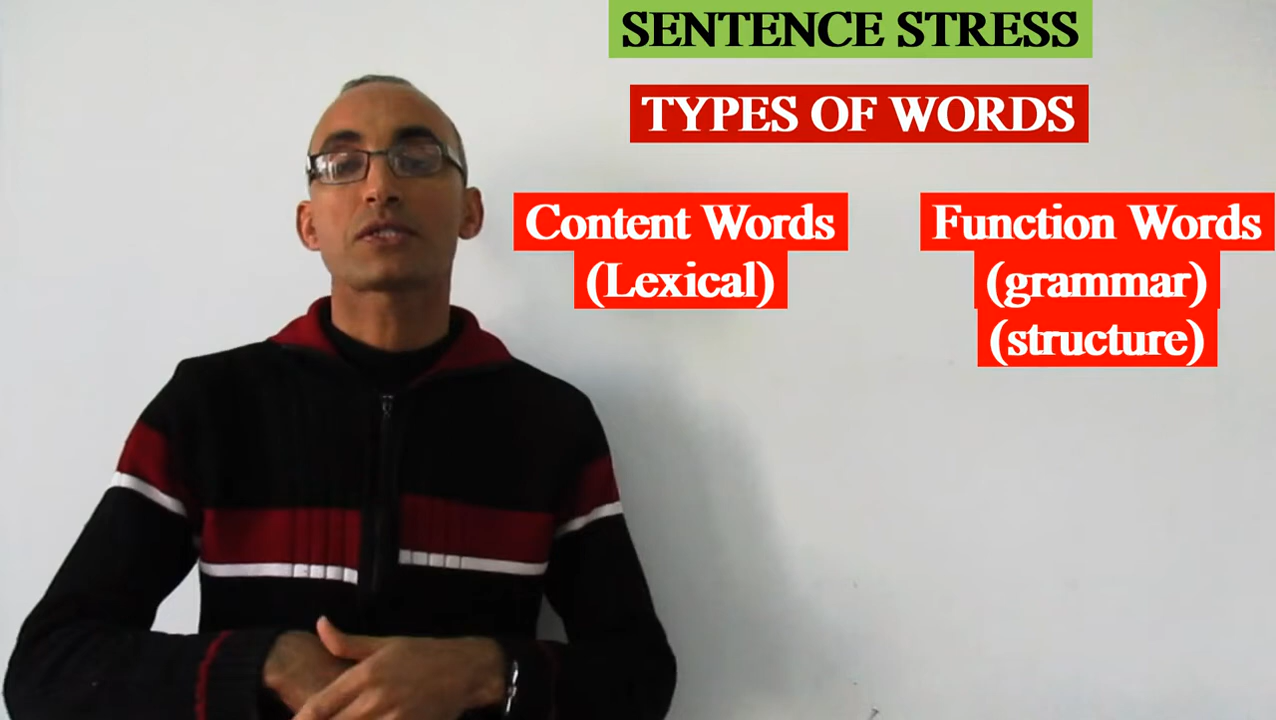 SENTENCE STRESS
TYPES OF WORDS
Content Words
(Lexical)
Function Words
(grammar)
(structure)